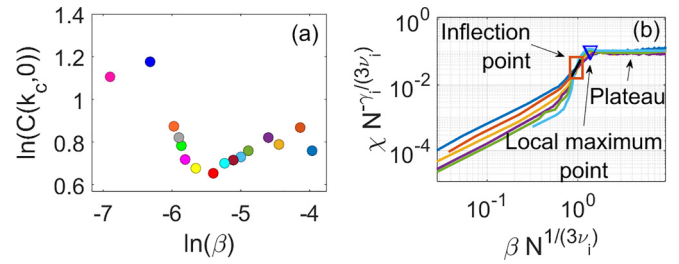 (a)
ln(C(k_c,0))
1.4
1.2
1
0.8
0.6
-7
-6
-5
-4
ln(β)
(b)
χ N^{-γ_i/(3ν_i)}
10^0
10^{-2}
10^{-4}
Inflection
point
Plateau
Local maximum
point
10^{-1}
10^0
β N^{1/(3ν_i)}